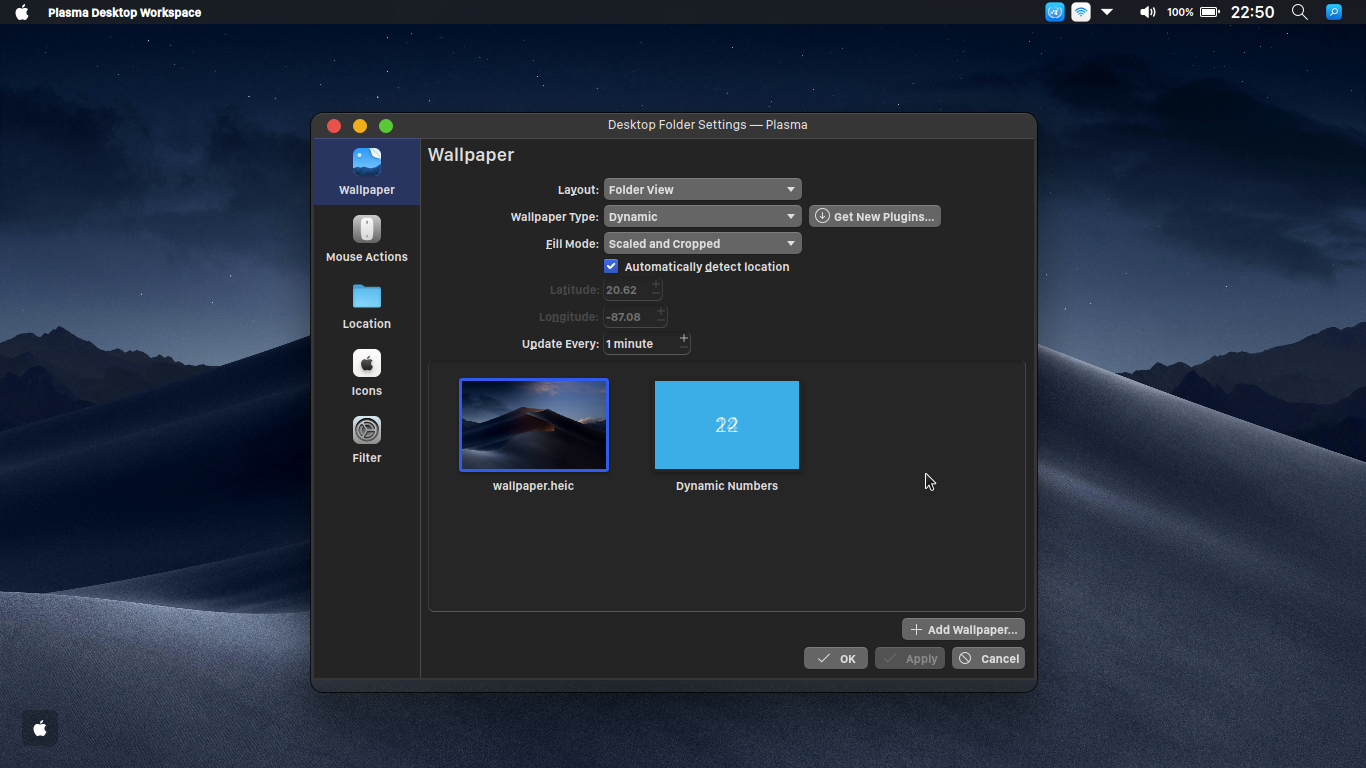 Plasma Desktop Workspace
100%
22:50
Desktop Folder Settings — Plasma
Wallpaper
Mouse Actions
Location
Icons
Filter
Wallpaper
Layout: Folder View
Wallpaper Type: Dynamic Get New Plugins...
Fill Mode: Scaled and Cropped
Automatically detect location
Latitude: 20.62
Longitude: -87.08
Update Every: 1 minute
wallpaper.heic
Dynamic Numbers
Add Wallpaper...
OK Apply Cancel